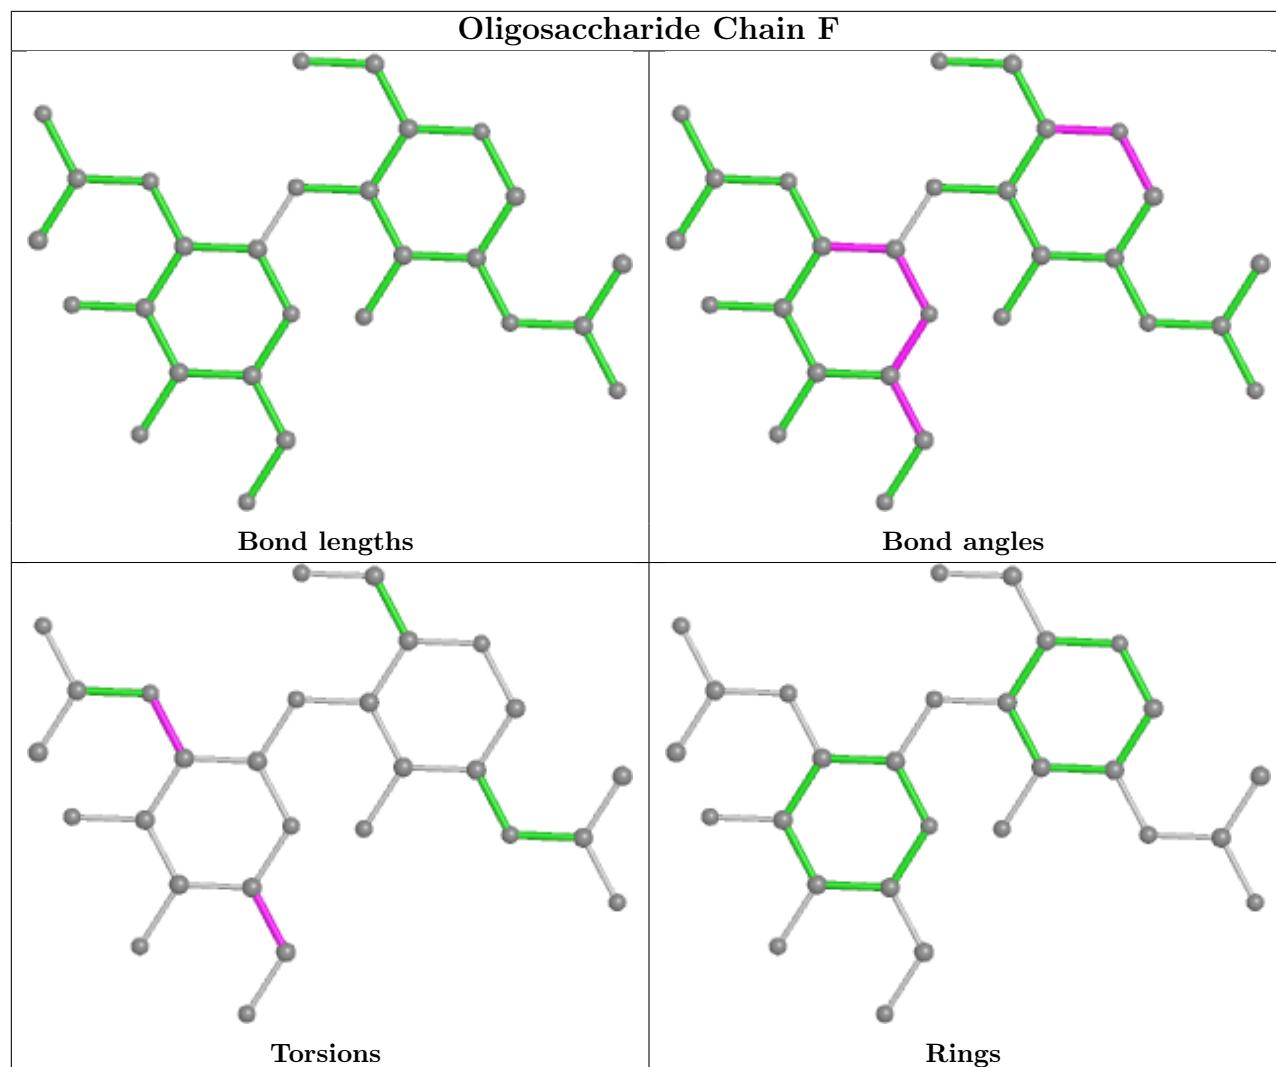 Oligosaccharide Chain F
Bond lengths
Bond angles
Torsions
Rings